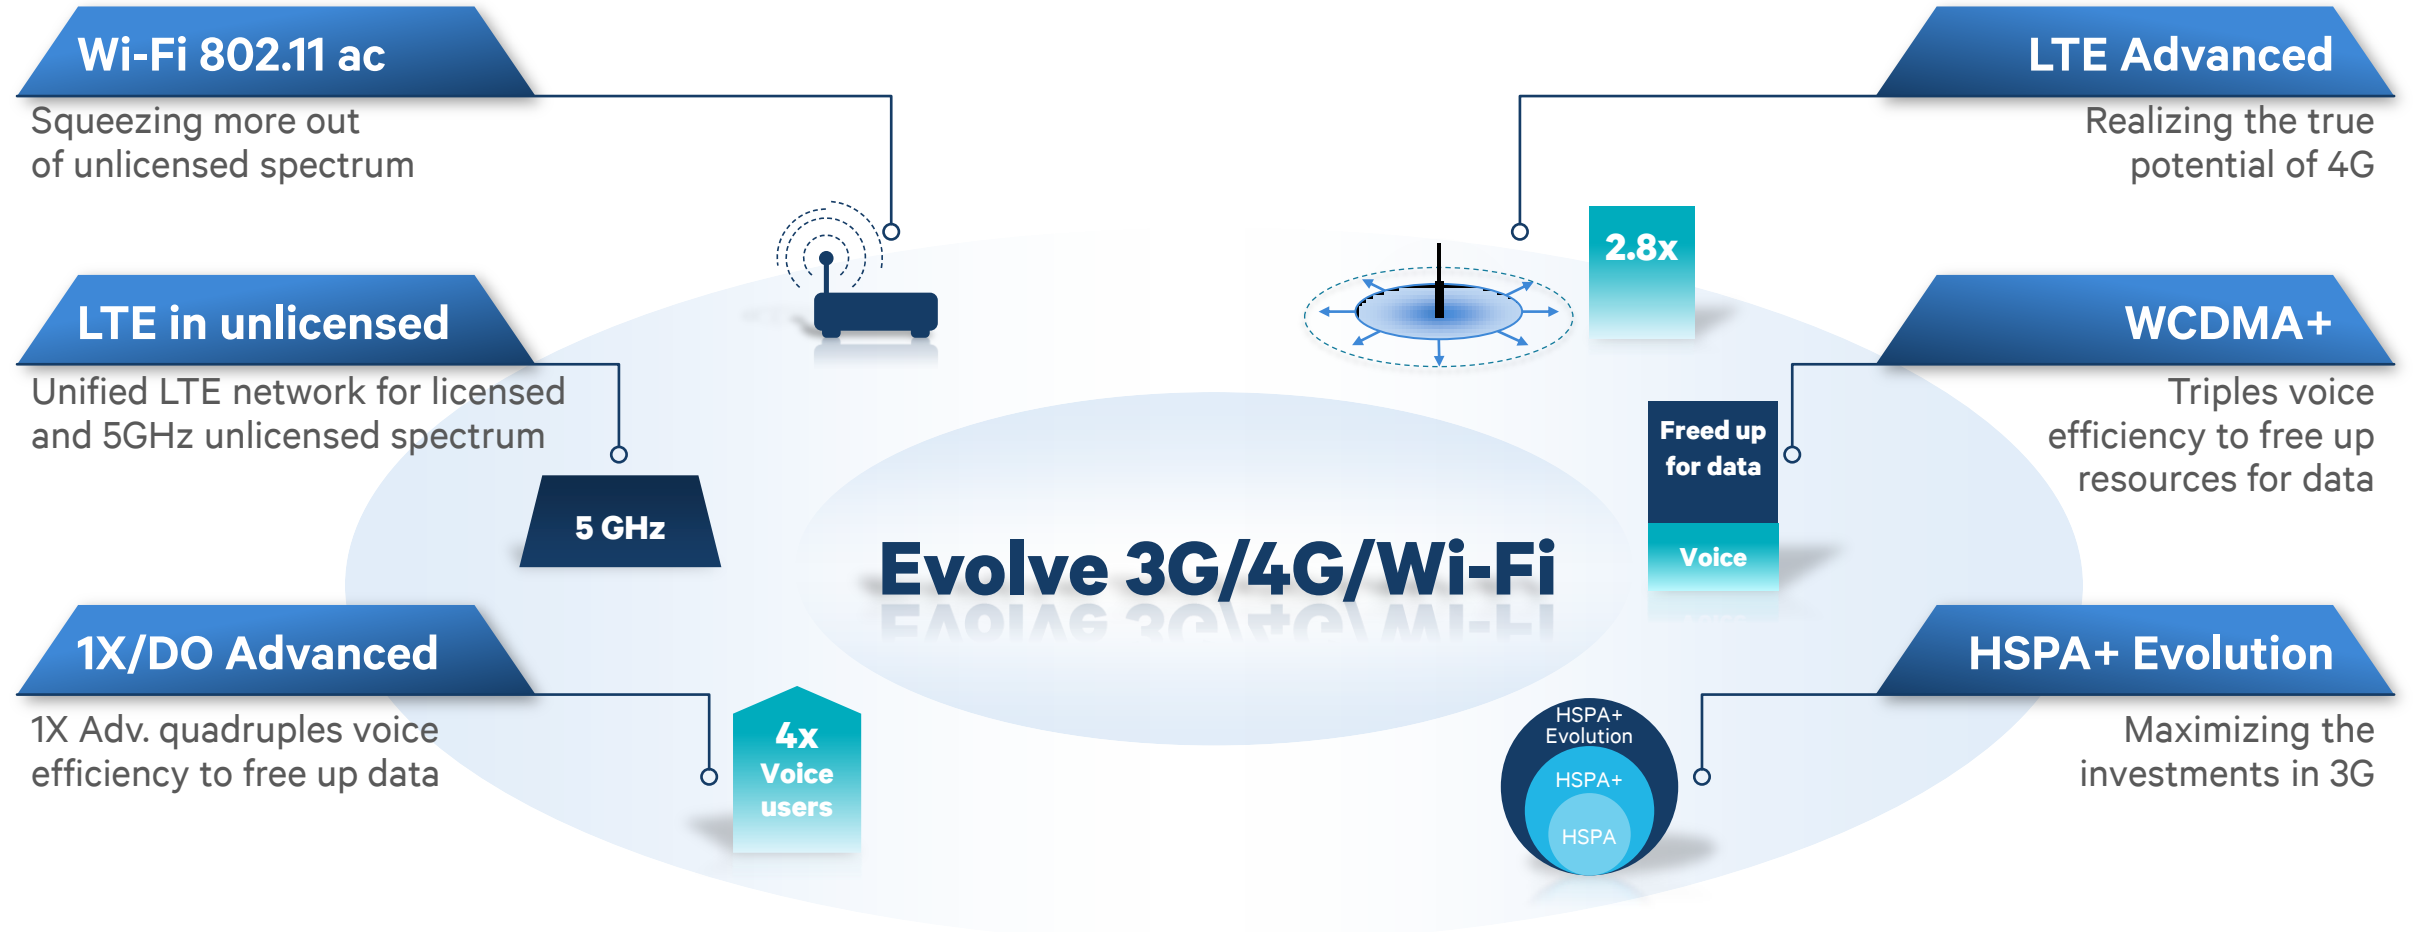 Wi-Fi 802.11 ac
Squeezing more out
of unlicensed spectrum
LTE in unlicensed
Unified LTE network for licensed
and 5GHz unlicensed spectrum
5 GHz
1X/DO Advanced
1X Adv. quadruples voice
efficiency to free up data
4x
Voice
users
Evolve 3G/4G/Wi-Fi
LTE Advanced
Realizing the true
potential of 4G
2.8x
WCDMA+
Triples voice
efficiency to free up
resources for data
Freed up
for data
Voice
HSPA+ Evolution
Maximizing the
investments in 3G
HSPA+
Evolution
HSPA+
HSPA